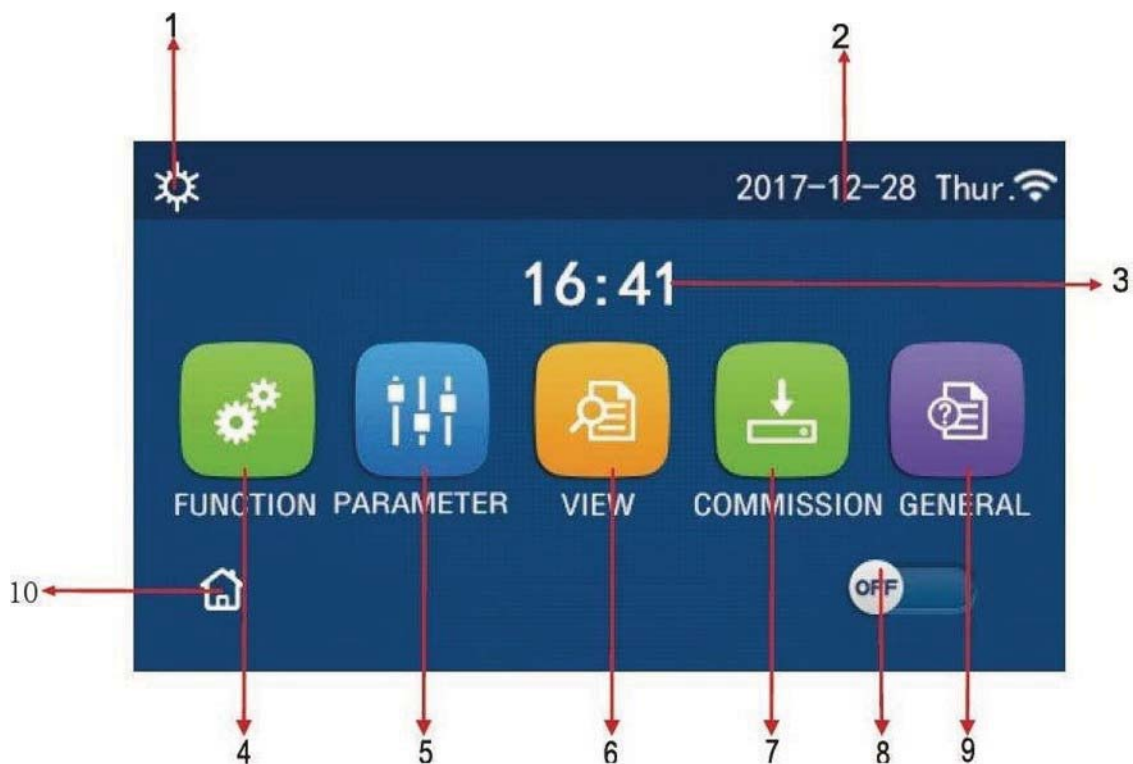 1
2
2017-12-28 Thur.
16:41
3
FUNCTION PARAMETER VIEW COMMISSION GENERAL
10
OFF
4 5 6 7 8 9